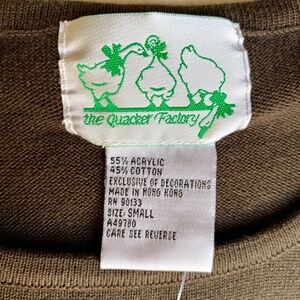 the Quacker Factory
55% ACRYLIC
45% COTTON
EXCLUSIVE OF DECORATIONS
MADE IN HONG KONG
RN 90133
SIZE: SMALL
A49780
CARE SEE REVERSE